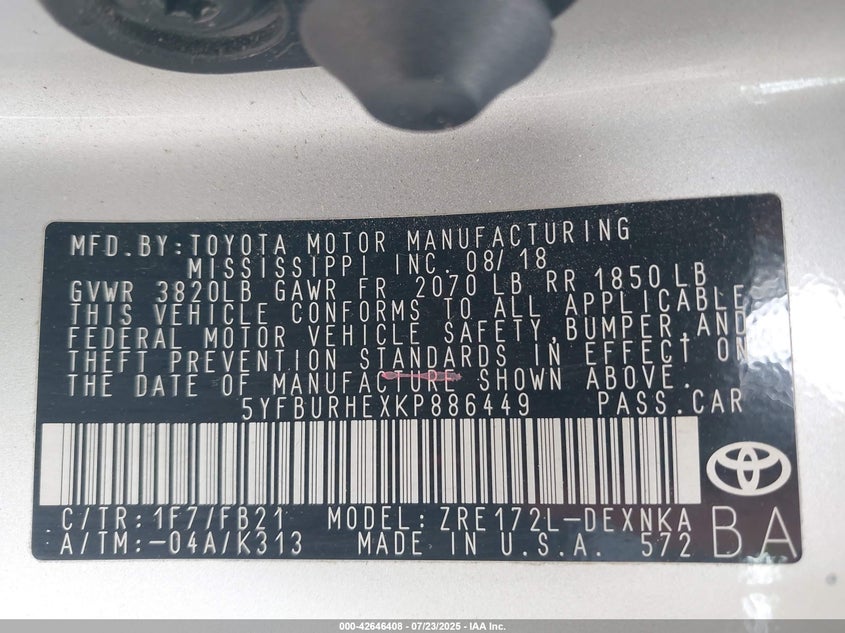 MFD.BY:TOYOTA MOTOR MANUFACTURING
MISSISSIPPI INC. 08/18
GVWR 3820LB GAWR FR 2070LB RR 1850LB
THIS VEHICLE CONFORMS TO ALL APPLICABLE
FEDERAL MOTOR VEHICLE SAFETY,BUMPER,AND
THEFT PREVENTION STANDARDS IN EFFECT ON
THE DATE OF MANUFACTURE SHOWN ABOVE.
5YFBURHEXKP886449 PASS.CAR
C/TR:1F7/FB21 MODEL:ZRE172L-DEXNKA
A/TM:-04A/K313 MADE IN U.S.A. 572
BA
000-42646408 - 07/23/2025 - IAA Inc.